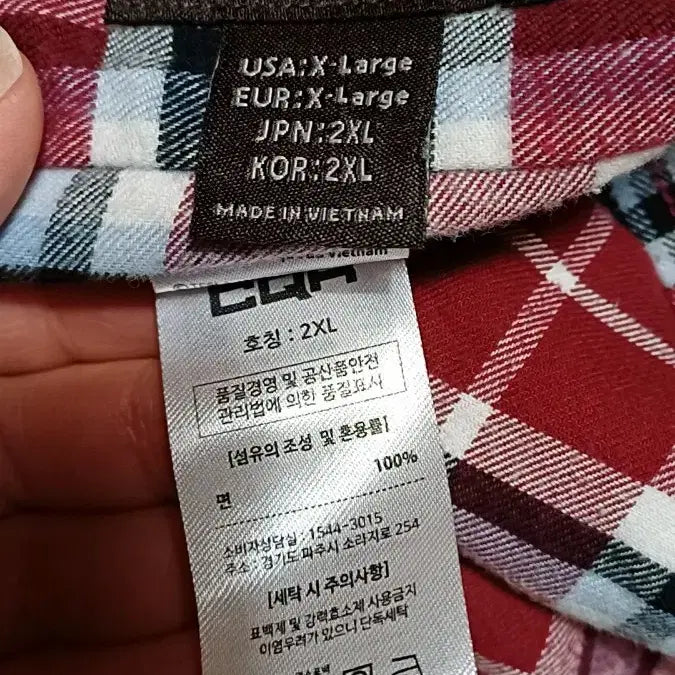 USA:X-Large
EUR:X-Large
JPN:2XL
KOR:2XL
MADE IN VIETNAM
Vietnam
CQR
호칭 : 2XL
품질경영 및 공산품안전
관리법에 의한 품질표시
[섬유의 조성 및 혼용률]
면 100%
소비자상담실 : 1544-3015
주소 : 경기도 파주시 소라지로 254
[세탁 시 주의사항]
표백제 및 강력효소제 사용금지
이염우려가 있으니 단독세탁